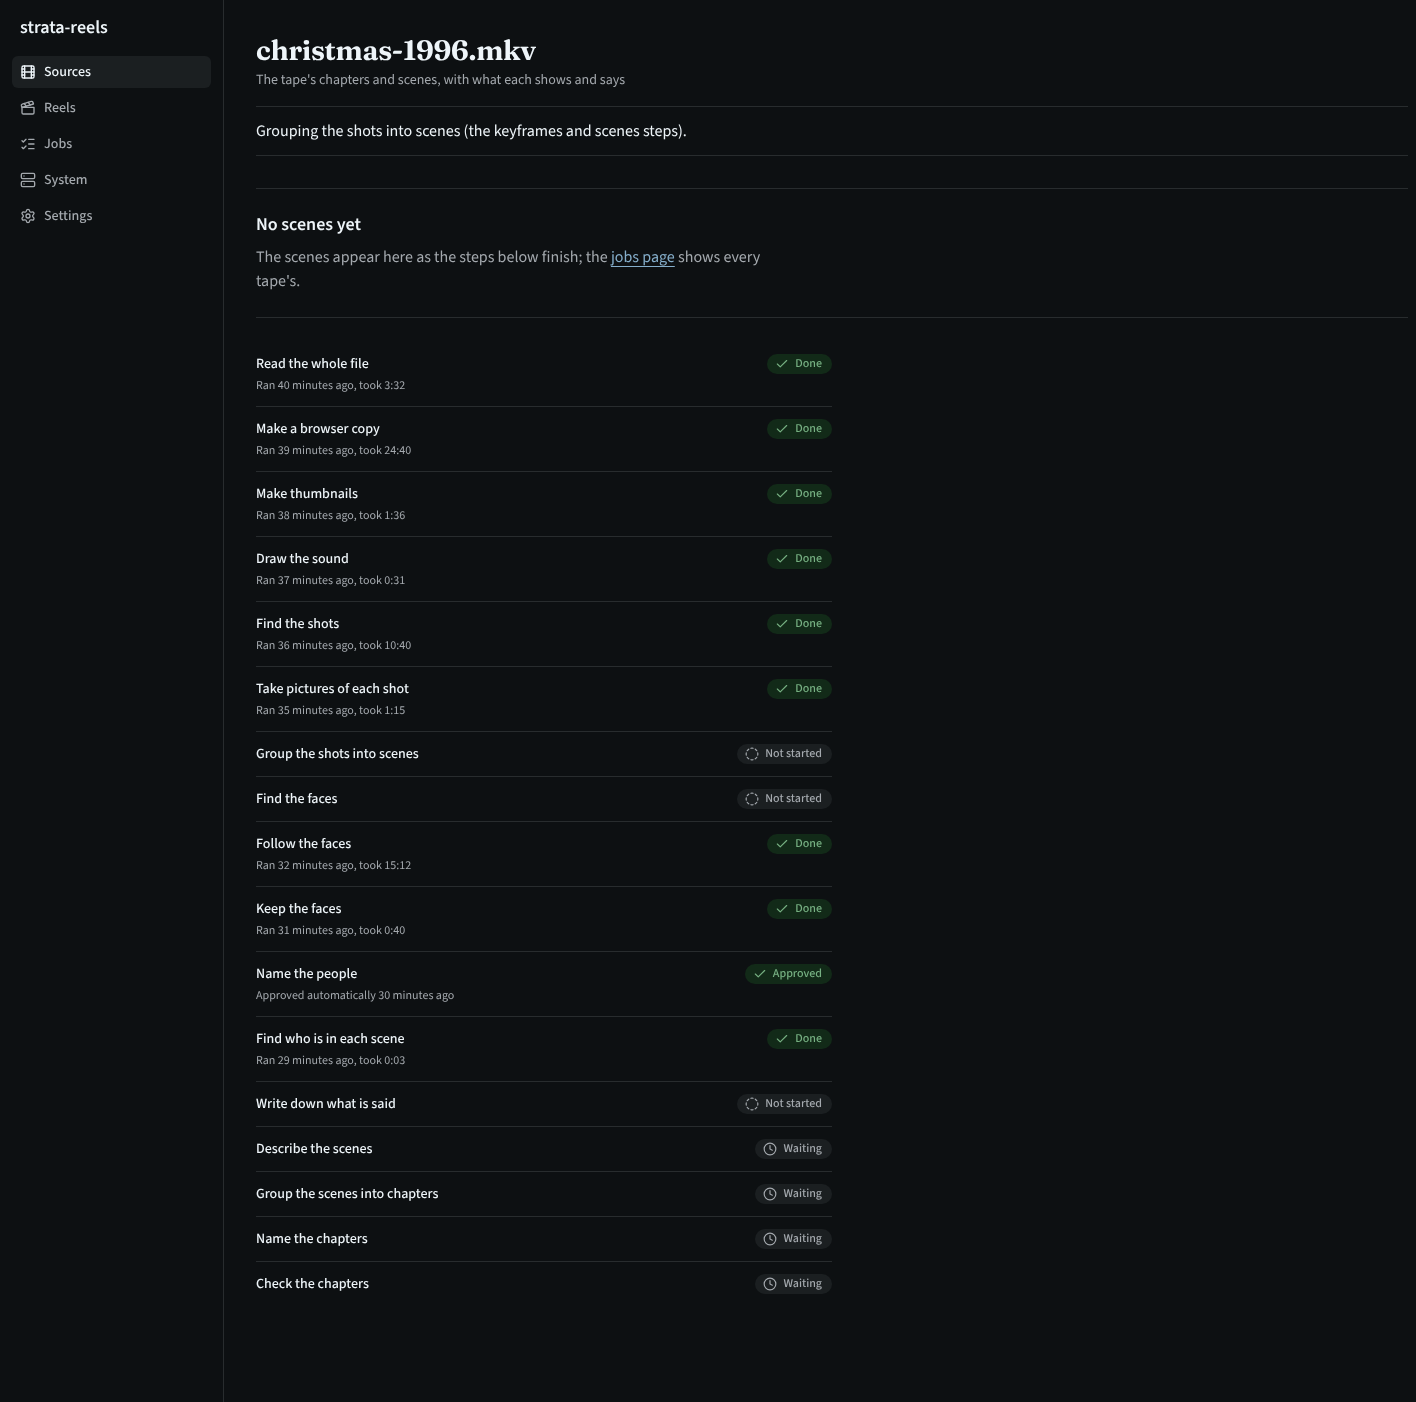 strata-reels
Sources
Reels
Jobs
System
Settings
christmas-1996.mkv
The tape's chapters and scenes, with what each shows and says
Grouping the shots into scenes (the keyframes and scenes steps).
No scenes yet
The scenes appear here as the steps below finish; the jobs page shows every
tape's.
Read the whole file
Done
Ran 40 minutes ago, took 3:32
Make a browser copy
Done
Ran 39 minutes ago, took 24:40
Make thumbnails
Done
Ran 38 minutes ago, took 1:36
Draw the sound
Done
Ran 37 minutes ago, took 0:31
Find the shots
Done
Ran 36 minutes ago, took 10:40
Take pictures of each shot
Done
Ran 35 minutes ago, took 1:15
Group the shots into scenes
Not started
Find the faces
Not started
Follow the faces
Done
Ran 32 minutes ago, took 15:12
Keep the faces
Done
Ran 31 minutes ago, took 0:40
Name the people
Approved
Approved automatically 30 minutes ago
Find who is in each scene
Done
Ran 29 minutes ago, took 0:03
Write down what is said
Not started
Describe the scenes
Waiting
Group the scenes into chapters
Waiting
Name the chapters
Waiting
Check the chapters
Waiting